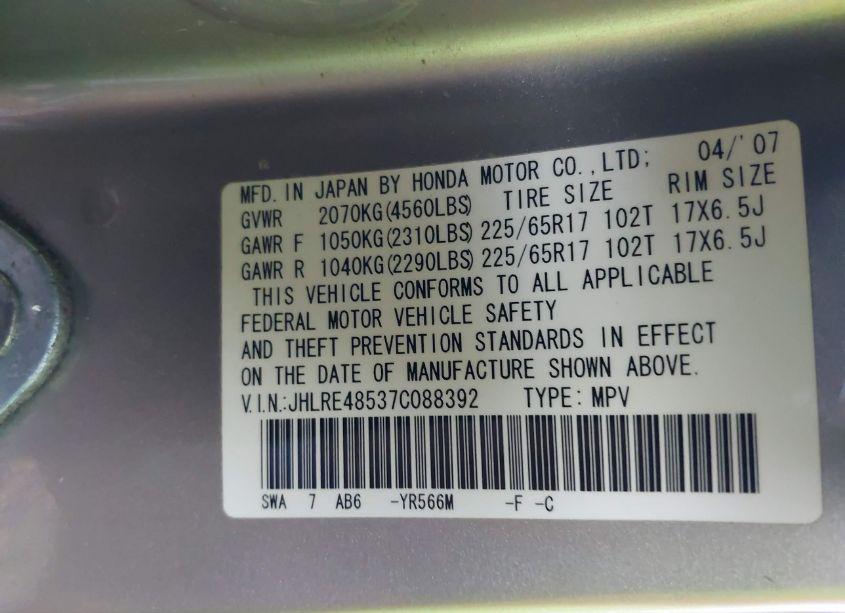 MFD. IN JAPAN BY HONDA MOTOR CO., LTD; 04/'07
GVWR 2070KG(4560LBS) TIRE SIZE RIM SIZE
GAWR F 1050KG(2310LBS) 225/65R17 102T 17X6.5J
GAWR R 1040KG(2290LBS) 225/65R17 102T 17X6.5J
THIS VEHICLE CONFORMS TO ALL APPLICABLE
FEDERAL MOTOR VEHICLE SAFETY
AND THEFT PREVENTION STANDARDS IN EFFECT
ON THE DATE OF MANUFACTURE SHOWN ABOVE.
V.I.N.:JHLRE48537C088392 TYPE: MPV
SWA 7 AB6 -YR566M -F -C